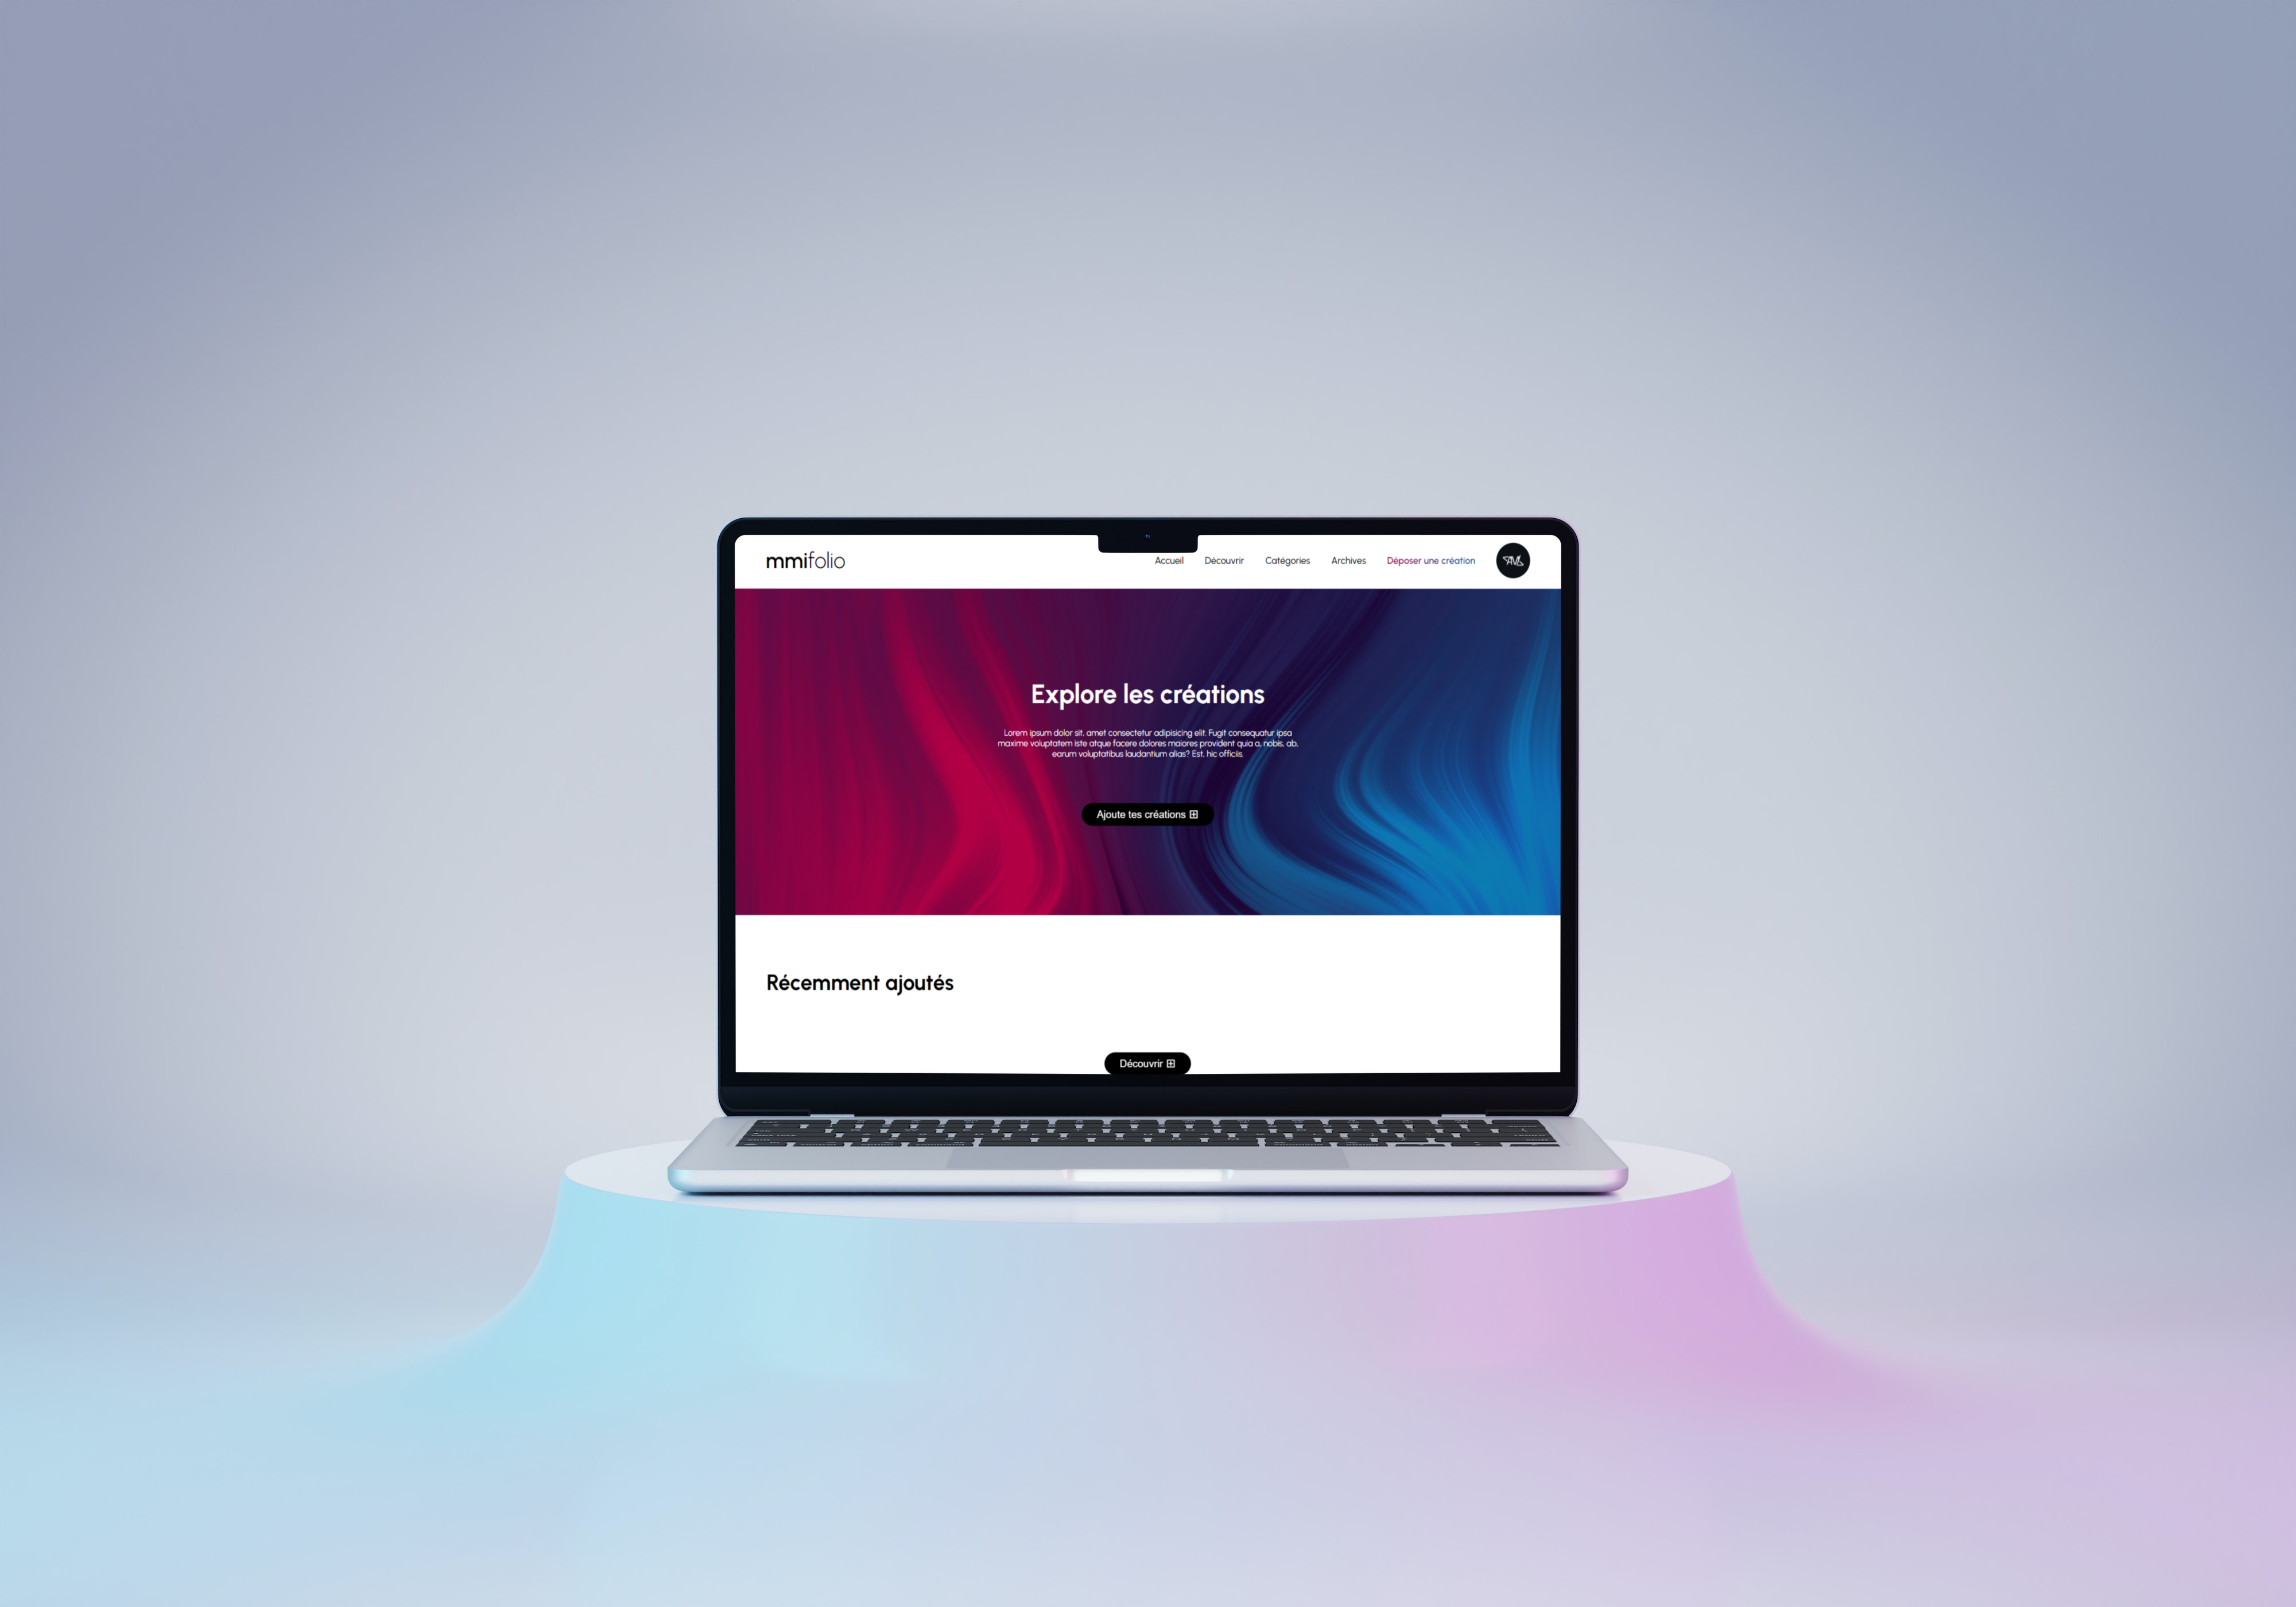 mmifolio
Accueil Découvrir Catégories Archives Déposer une création
Explore les créations
Lorem ipsum dolor sit, amet consectetur adipisicing elit. Fugit consequatur ipsa
maxime voluptatem iste atque facere dolores maiores provident quia a, nobis, ab,
earum voluptatibus laudantium alias? Est, hic officiis.
Ajoute tes créations
Récemment ajoutés
Découvrir